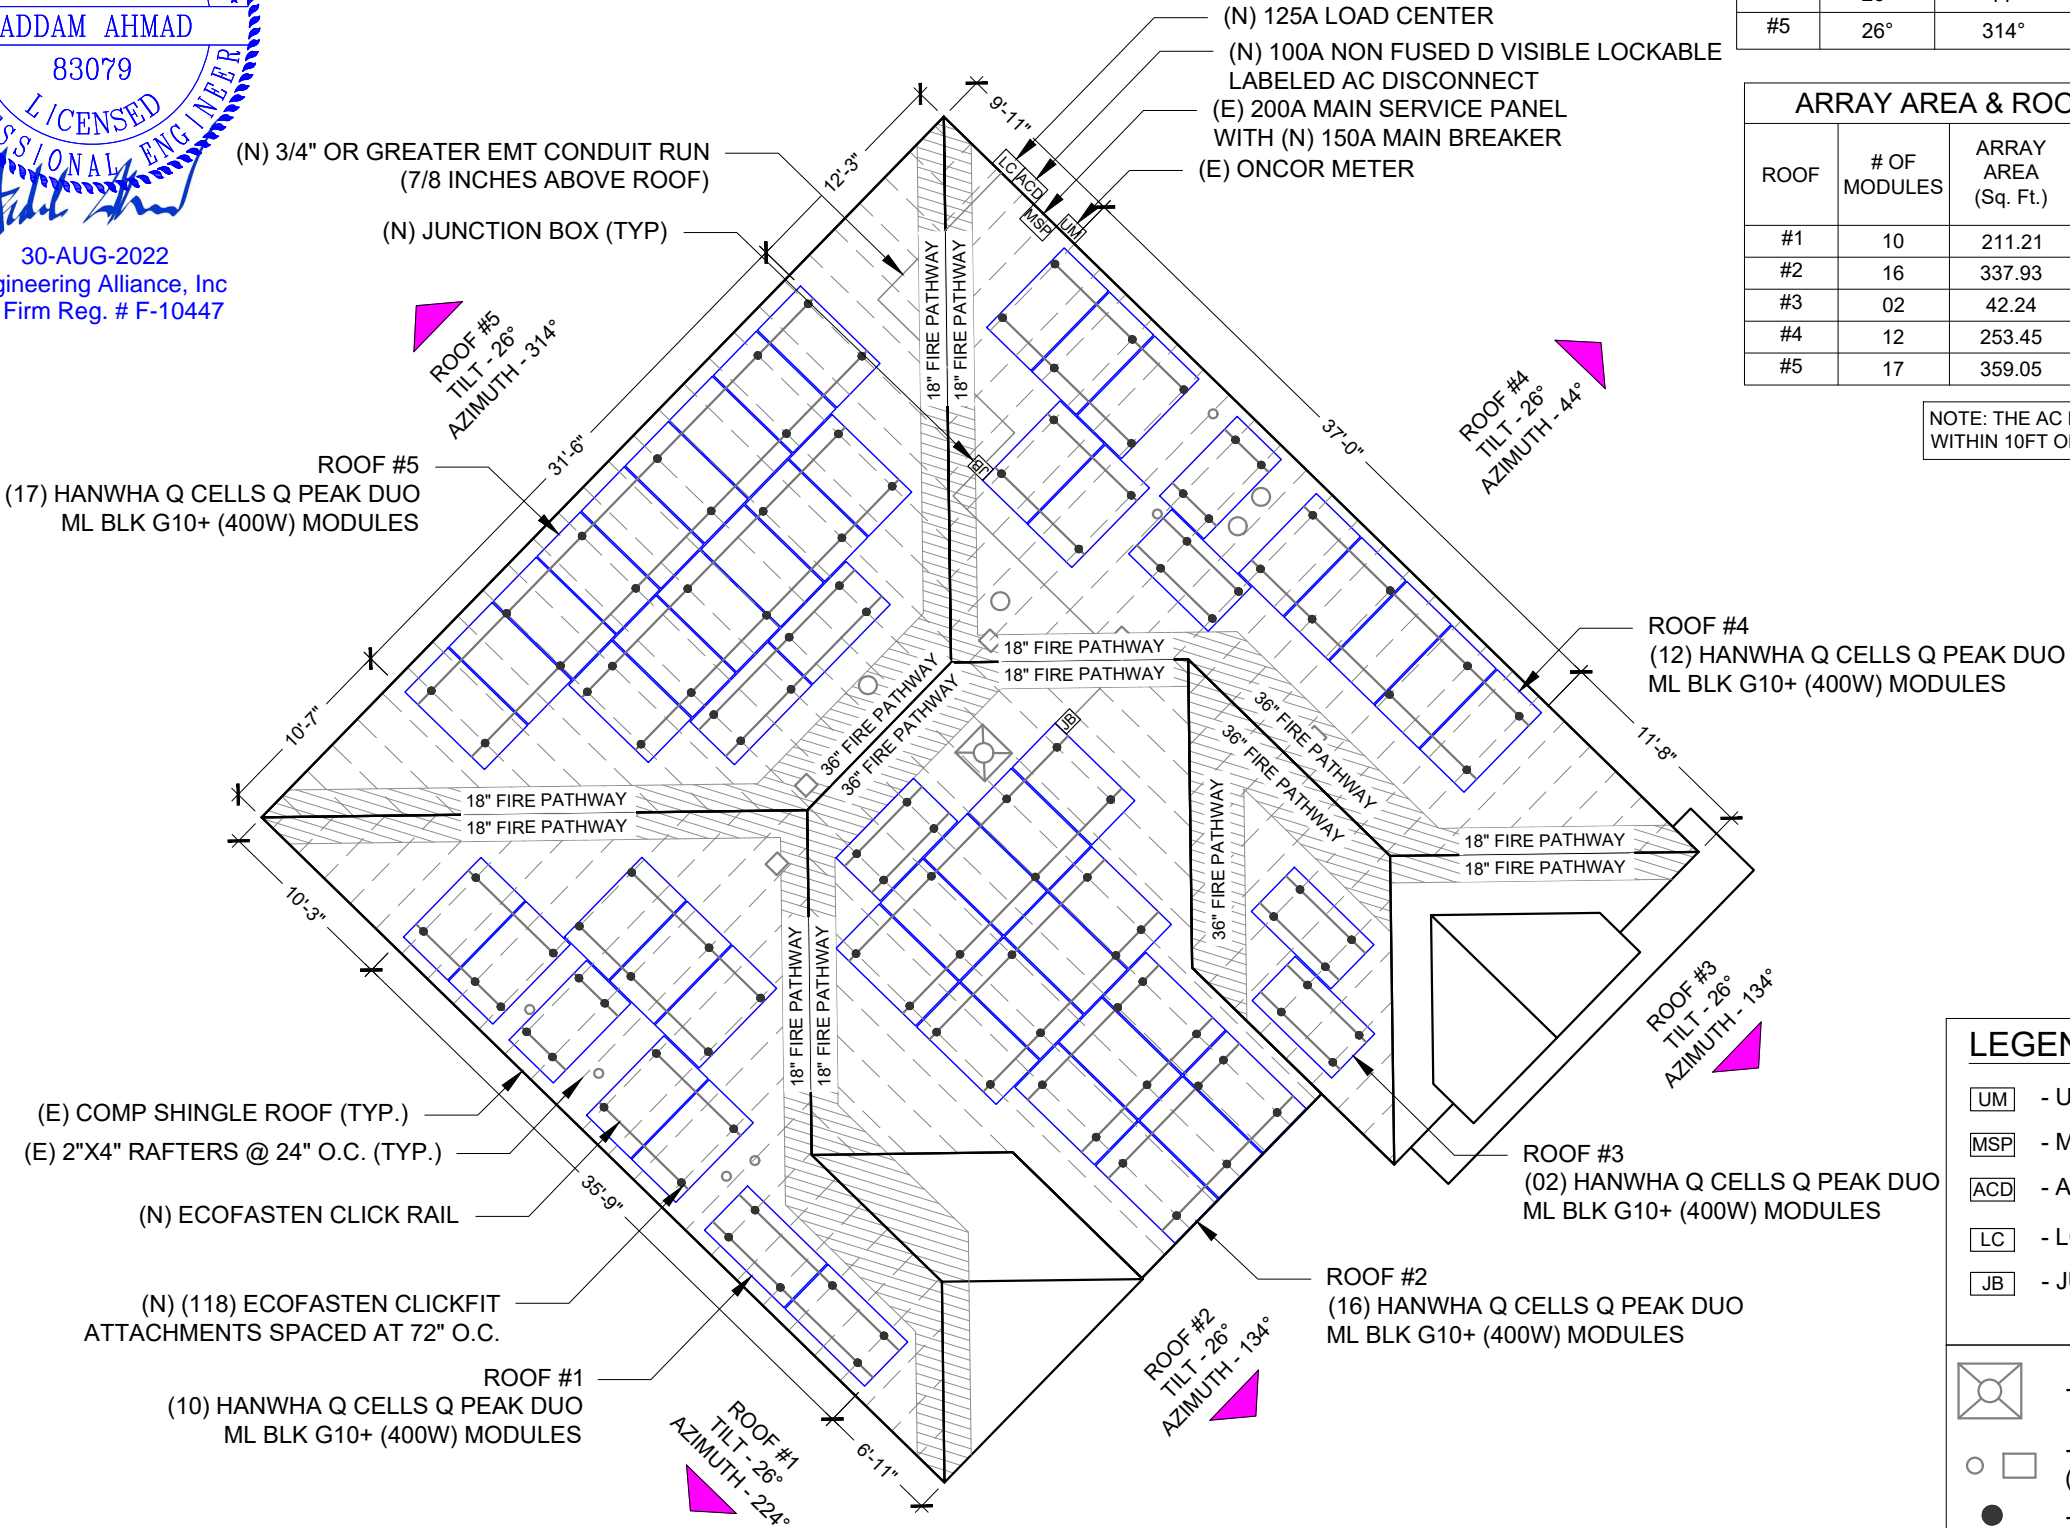 ADDAM AHMAD
83079
LICENSED
SSIONAL ENGINEER
30-AUG-2022
gineering Alliance, Inc
Firm Reg. # F-10447
(N) 3/4" OR GREATER EMT CONDUIT RUN
(7/8 INCHES ABOVE ROOF)
(N) JUNCTION BOX (TYP)
(N) 125A LOAD CENTER
(N) 100A NON FUSED D VISIBLE LOCKABLE
LABELED AC DISCONNECT
(E) 200A MAIN SERVICE PANEL
WITH (N) 150A MAIN BREAKER
(E) ONCOR METER
#5 26° 314°
ARRAY AREA & ROO
ROOF
# OF
MODULES
ARRAY
AREA
(Sq. Ft.)
#1 10 211.21
#2 16 337.93
#3 02 42.24
#4 12 253.45
#5 17 359.05
NOTE: THE AC
WITHIN 10FT O
9'-11"
12'-3"
LC
ACD
MSP
UM
18" FIRE PATHWAY
18" FIRE PATHWAY
ROOF #5
TILT - 26°
AZIMUTH - 314°
31'-6"
37'-0"
ROOF #4
TILT - 26°
AZIMUTH - 44°
ROOF #5
(17) HANWHA Q CELLS Q PEAK DUO
ML BLK G10+ (400W) MODULES
JB
ROOF #4
(12) HANWHA Q CELLS Q PEAK DUO
ML BLK G10+ (400W) MODULES
18" FIRE PATHWAY
18" FIRE PATHWAY
36" FIRE PATHWAY
36" FIRE PATHWAY
36" FIRE PATHWAY
36" FIRE PATHWAY
36" FIRE PATHWAY
JB
10'-7"
11'-8"
18" FIRE PATHWAY
18" FIRE PATHWAY
18" FIRE PATHWAY
18" FIRE PATHWAY
10'-3"
18" FIRE PATHWAY
18" FIRE PATHWAY
ROOF #3
TILT - 26°
AZIMUTH - 134°
(E) COMP SHINGLE ROOF (TYP.)
(E) 2"X4" RAFTERS @ 24" O.C. (TYP.)
(N) ECOFASTEN CLICK RAIL
35'-9"
(N) (118) ECOFASTEN CLICKFIT
ATTACHMENTS SPACED AT 72" O.C.
ROOF #3
(02) HANWHA Q CELLS Q PEAK DUO
ML BLK G10+ (400W) MODULES
ROOF #2
(16) HANWHA Q CELLS Q PEAK DUO
ML BLK G10+ (400W) MODULES
ROOF #2
TILT - 26°
AZIMUTH - 134°
ROOF #1
(10) HANWHA Q CELLS Q PEAK DUO
ML BLK G10+ (400W) MODULES
ROOF #1
TILT - 26°
AZIMUTH - 224°
6'-11"
LEGEN
UM - U
MSP - M
ACD - A
LC - L
JB - JU